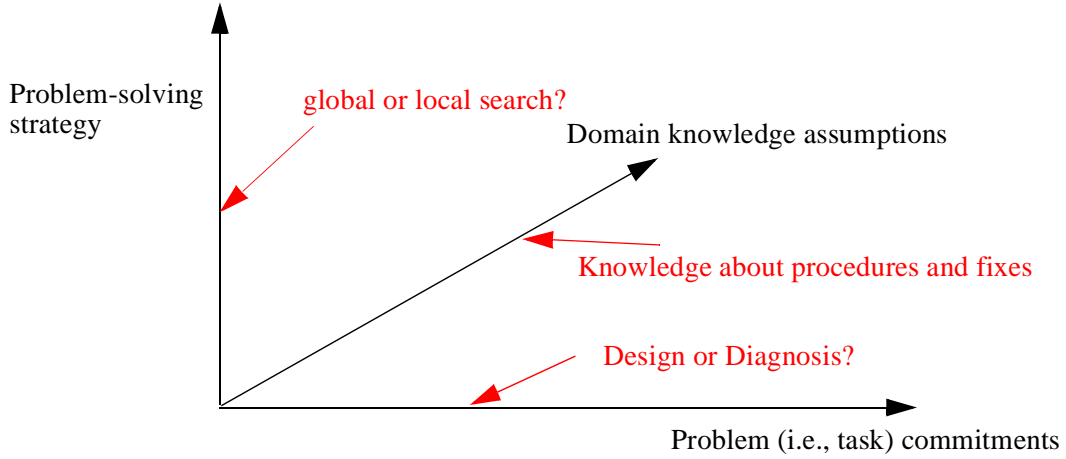 Problem-solving
strategy
global or local search?
Domain knowledge assumptions
Knowledge about procedures and fixes
Design or Diagnosis?
Problem (i.e., task) commitments